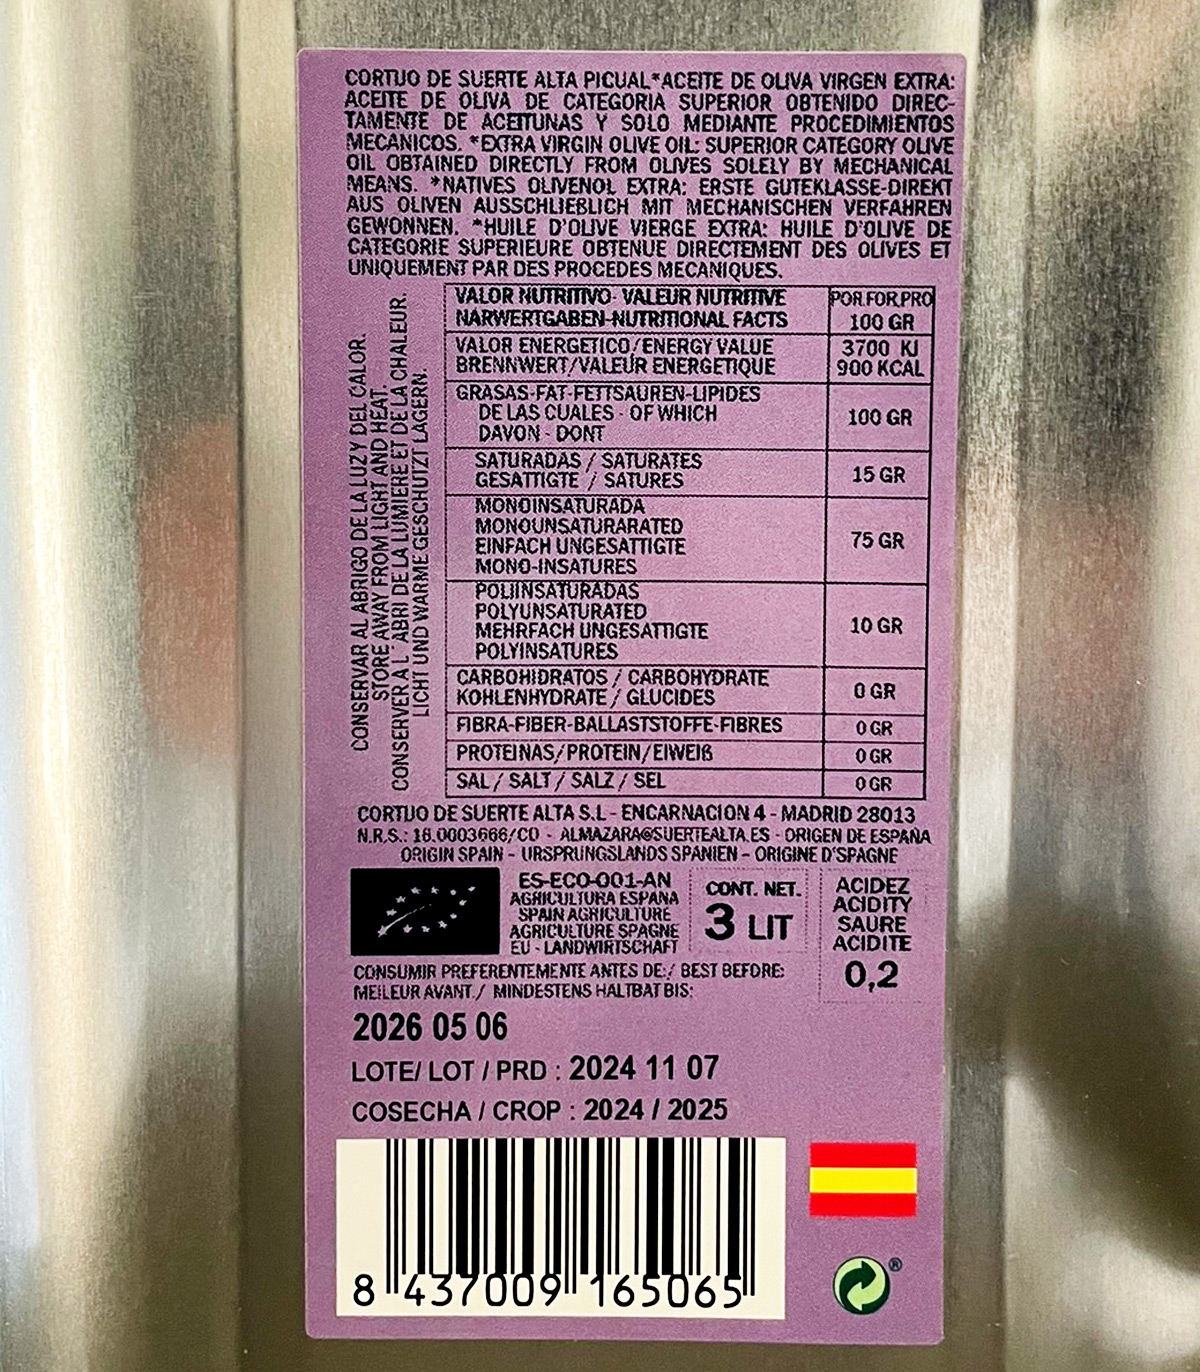 CORTIJO DE SUERTE ALTA PICUAL*ACEITE DE OLIVA VIRGEN EXTRA:
ACEITE DE OLIVA DE CATEGORIA SUPERIOR OBTENIDO DIREC-
TAMENTE DE ACEITUNAS Y SOLO MEDIANTE PROCEDIMIENTOS
MECANICOS. *EXTRA VIRGIN OLIVE OIL: SUPERIOR CATEGORY OLIVE
OIL OBTAINED DIRECTLY FROM OLIVES SOLELY BY MECHANICAL
MEANS. *NATIVES OLIVENOL EXTRA: ERSTE GUTEKLASSE-DIREKT
AUS OLIVEN AUSSCHLIEßLICH MIT MECHANISCHEN VERFAHREN
GEWONNEN. *HUILE D'OLIVE VIERGE EXTRA: HUILE D'OLIVE DE
CATEGORIE SUPERIEURE OBTENUE DIRECTEMENT DES OLIVES ET
UNIQUEMENT PAR DES PROCEDES MECANIQUES.
CONSERVAR AL ABRIGO DE LA LUZ Y DEL CALOR.
STORE AWAY FROM LIGHT AND HEAT.
CONSERVER A L' ABRI DE LA LUMIERE ET DE LA CHALEUR.
LICHT UND WARME GESCHUTZT LAGERN.
VALOR NUTRITIVO- VALEUR NUTRITIVE
NARWERTGABEN-NUTRITIONAL FACTS
POR.FOR.PRO
100 GR
VALOR ENERGETICO/ENERGY VALUE
BRENNWERT/VALEUR ENERGETIQUE
3700 KJ
900 KCAL
GRASAS-FAT-FETTSAUREN-LIPIDES
DE LAS CUALES - OF WHICH
DAVON - DONT
100 GR
SATURADAS / SATURATES
GESATTIGTE / SATURES
15 GR
MONOINSATURADA
MONOUNSATURARATED
EINFACH UNGESATTIGTE
MONO-INSATURES
75 GR
POLIINSATURADAS
POLYUNSATURATED
MEHRFACH UNGESATTIGTE
POLYINSATURES
10 GR
CARBOHIDRATOS / CARBOHYDRATE
KOHLENHYDRATE / GLUCIDES
0 GR
FIBRA-FIBER-BALLASTSTOFFE-FIBRES
0 GR
PROTEINAS/PROTEIN/EIWEIß
0 GR
SAL / SALT / SALZ / SEL
0 GR
CORTIJO DE SUERTE ALTA S.L - ENCARNACION 4 - MADRID 28013
N.R.S.: 16.0003666/CO - ALMAZARA@SUERTEALTA.ES - ORIGEN DE ESPAÑA
ORIGIN SPAIN - URSPRUNGSLANDS SPANIEN - ORIGINE D'SPAGNE
ES-ECO-001-AN
AGRICULTURA ESPANA
SPAIN AGRICULTURE
AGRICULTURE SPAGNE
EU - LANDWIRTSCHAFT
CONT. NET.
3 LIT
ACIDEZ
ACIDITY
SAURE
ACIDITE
0,2
CONSUMIR PREFERENTEMENTE ANTES DE:/ BEST BEFORE:
MEILEUR AVANT./ MINDESTENS HALTBAT BIS:
2026 05 06
LOTE/ LOT / PRD : 2024 11 07
COSECHA / CROP : 2024 / 2025
8 437009 165065
®